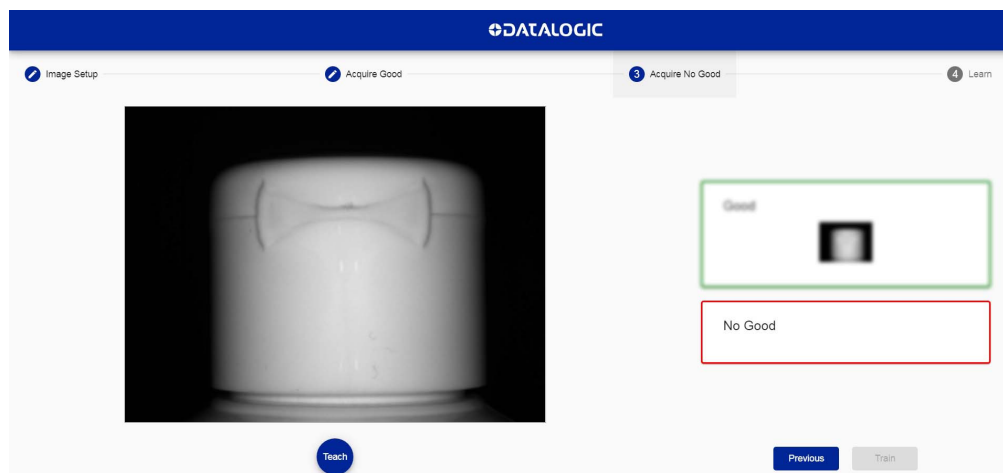 DATALOGIC
Image Setup
Acquire Good
3 Acquire No Good
4 Learn
Good
No Good
Teach
Previous
Train